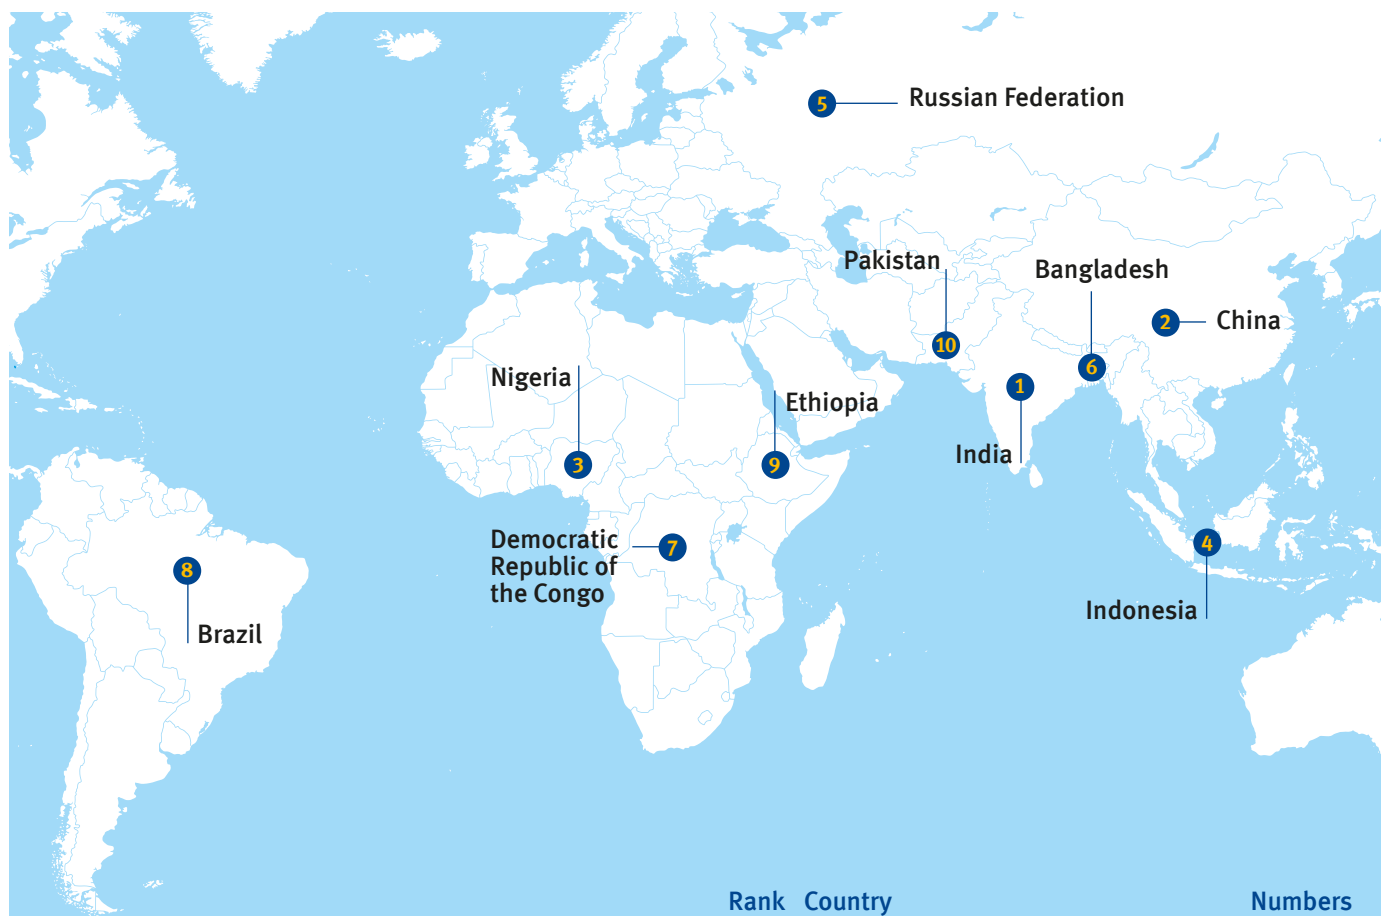 5
Russian Federation
Pakistan
Bangladesh
2
China
10
6
Nigeria
1
Ethiopia
India
3
9
Democratic
Republic of
the Congo
7
4
8
Indonesia
Brazil
Rank Country Numbers